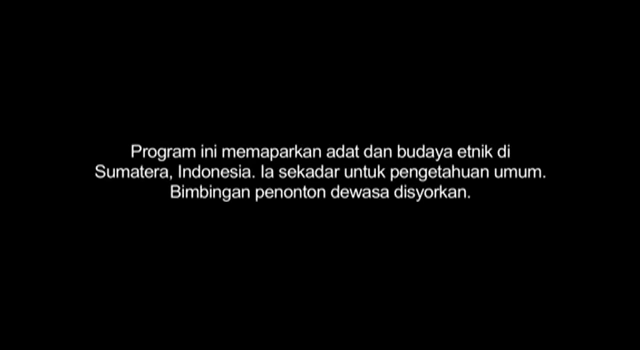 Program ini memaparkan adat dan budaya etnik di
Sumatera, Indonesia. Ia sekadar untuk pengetahuan umum.
Bimbingan penonton dewasa disyorkan.